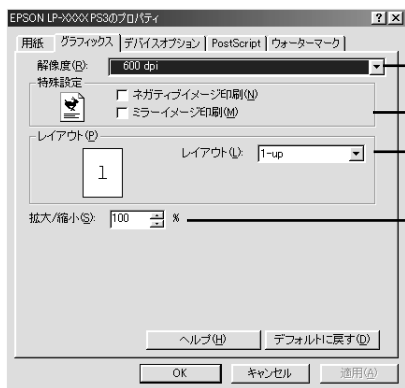 EPSON LP-XXXX PS3のプロパティ
用紙 グラフィックス デバイスオプション PostScript ウォーターマーク
解像度(R): 600 dpi
特殊設定
ネガティブイメージ印刷(N)
ミラーイメージ印刷(M)
レイアウト(P)
レイアウト(L): 1-up
1
拡大/縮小(S): 100 %
ヘルプ(H) デフォルトに戻す(D)
OK キャンセル 適用(A)